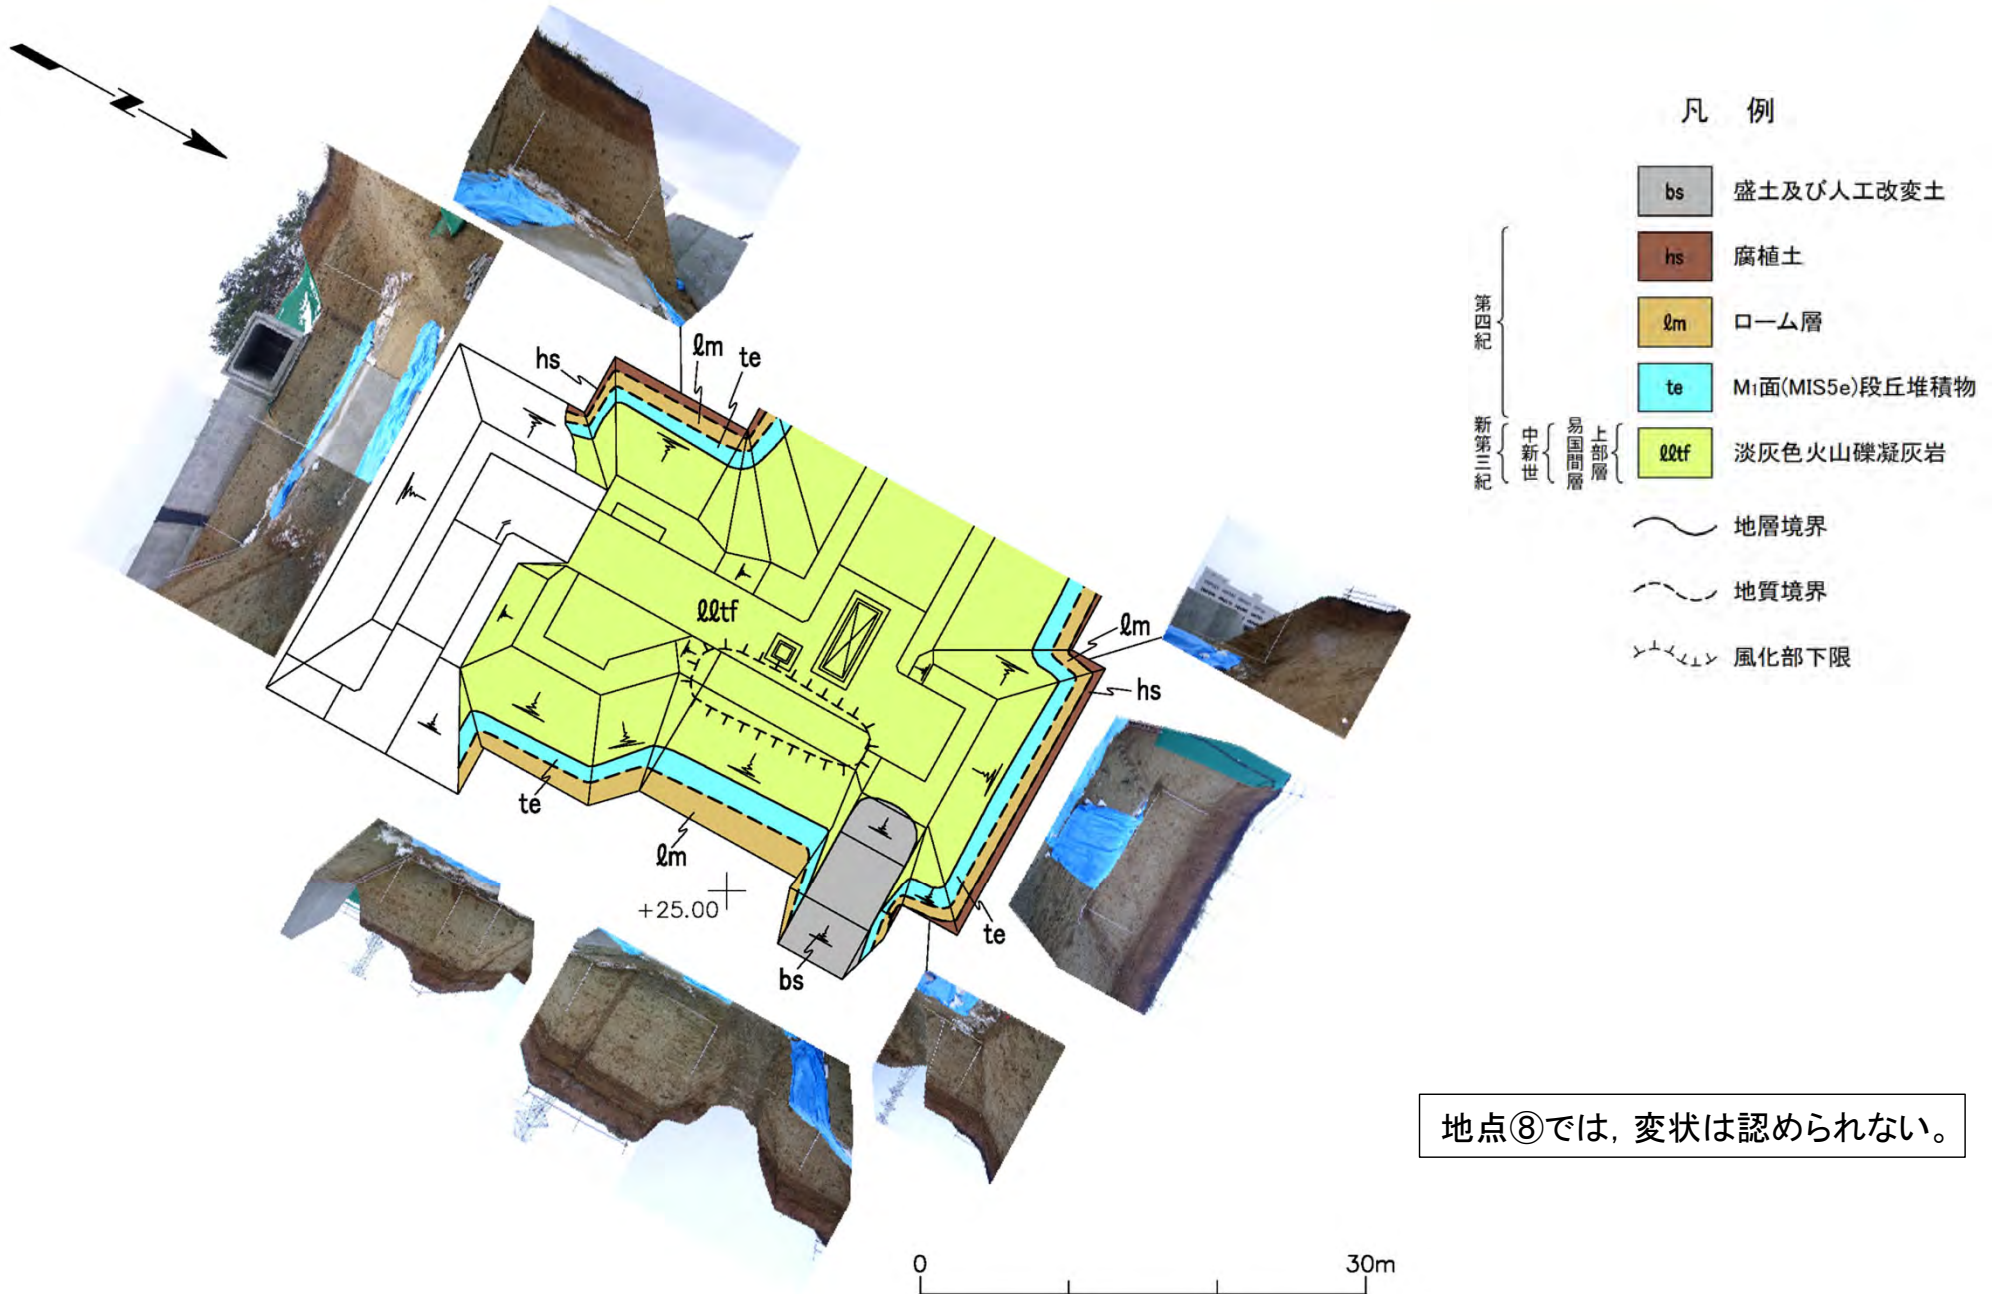 N
hs
ℓm
te
ℓℓtf
ℓm
hs
te
ℓm
+25.00
te
bs
0
30m
凡 例
bs 盛土及び人工改変土
hs 腐植土
ℓm ローム層
te M1面(MIS5e)段丘堆積物
ℓℓtf 淡灰色火山礫凝灰岩
第四紀
新第三紀
中新世
易国間層
上部層
地層境界
地質境界
風化部下限
地点⑧では，変状は認められない。